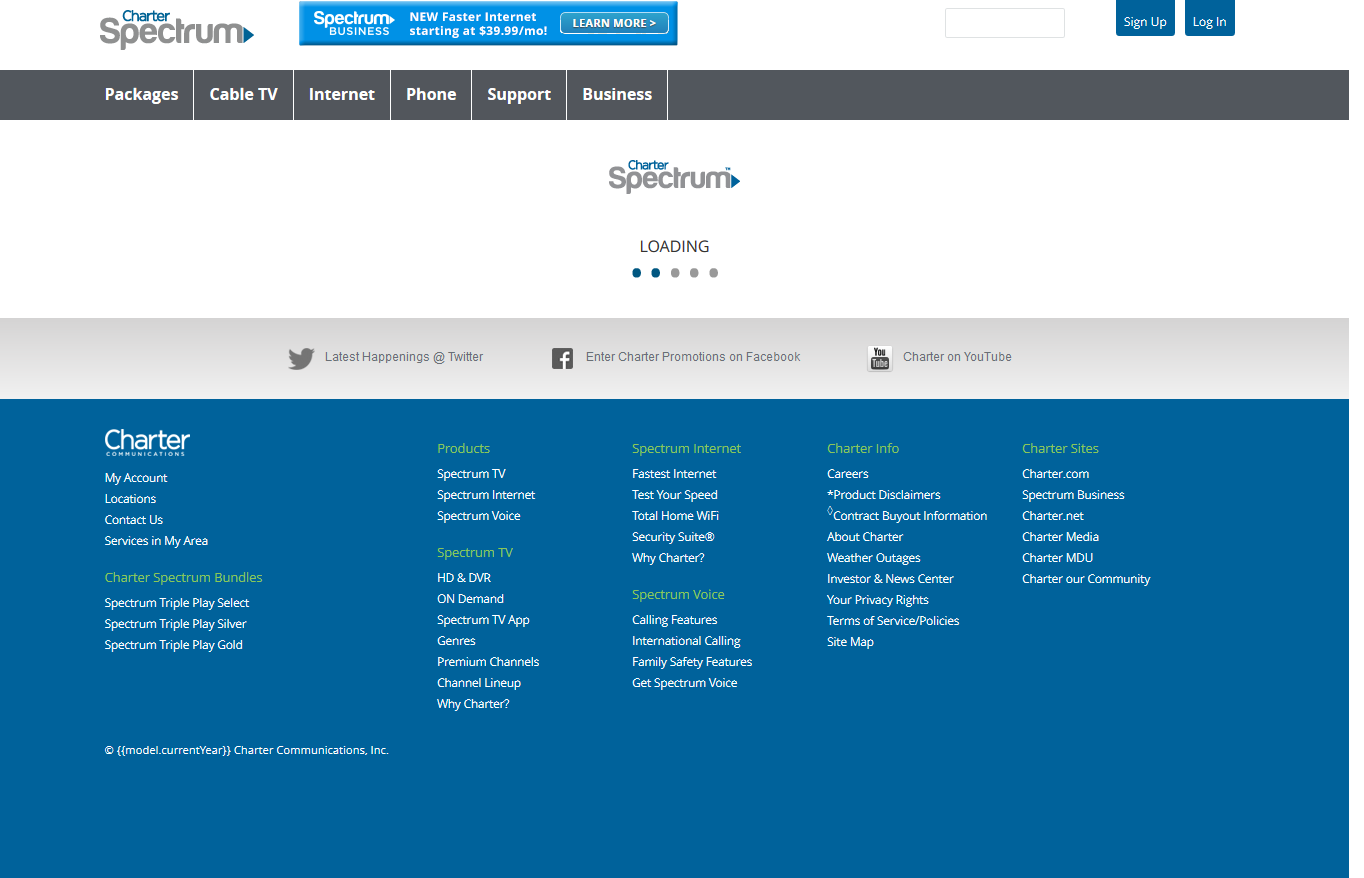 Charter
Spectrum
Spectrum
BUSINESS
NEW Faster Internet
starting at $39.99/mo!
LEARN MORE >
Sign Up
Log In
Packages
Cable TV
Internet
Phone
Support
Business
Charter
Spectrum™
LOADING
Latest Happenings @ Twitter
Enter Charter Promotions on Facebook
You
Tube
Charter on YouTube
Charter
COMMUNICATIONS
My Account
Locations
Contact Us
Services in My Area
Charter Spectrum Bundles
Spectrum Triple Play Select
Spectrum Triple Play Silver
Spectrum Triple Play Gold
Products
Spectrum TV
Spectrum Internet
Spectrum Voice
Spectrum TV
HD & DVR
ON Demand
Spectrum TV App
Genres
Premium Channels
Channel Lineup
Why Charter?
Spectrum Internet
Fastest Internet
Test Your Speed
Total Home WiFi
Security Suite®
Why Charter?
Spectrum Voice
Calling Features
International Calling
Family Safety Features
Get Spectrum Voice
Charter Info
Careers
*Product Disclaimers
◊Contract Buyout Information
About Charter
Weather Outages
Investor & News Center
Your Privacy Rights
Terms of Service/Policies
Site Map
Charter Sites
Charter.com
Spectrum Business
Charter.net
Charter Media
Charter MDU
Charter our Community
© {{model.currentYear}} Charter Communications, Inc.